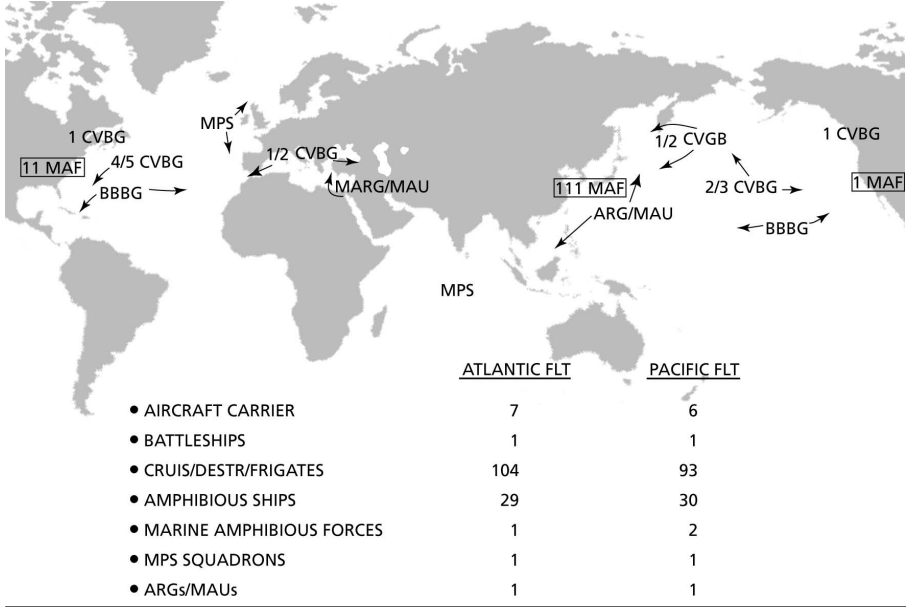 MPS
1 CVBG
11 MAF
4/5 CVBG
BBBG
1/2 CVBG
MARG/MAU
1/2 CVGB
1 CVBG
111 MAF
2/3 CVBG
1 MAF
ARG/MAU
BBBG
MPS
ATLANTIC FLT PACIFIC FLT
• AIRCRAFT CARRIER 7 6
• BATTLESHIPS 1 1
• CRUIS/DESTR/FRIGATES 104 93
• AMPHIBIOUS SHIPS 29 30
• MARINE AMPHIBIOUS FORCES 1 2
• MPS SQUADRONS 1 1
• ARGs/MAUs 1 1